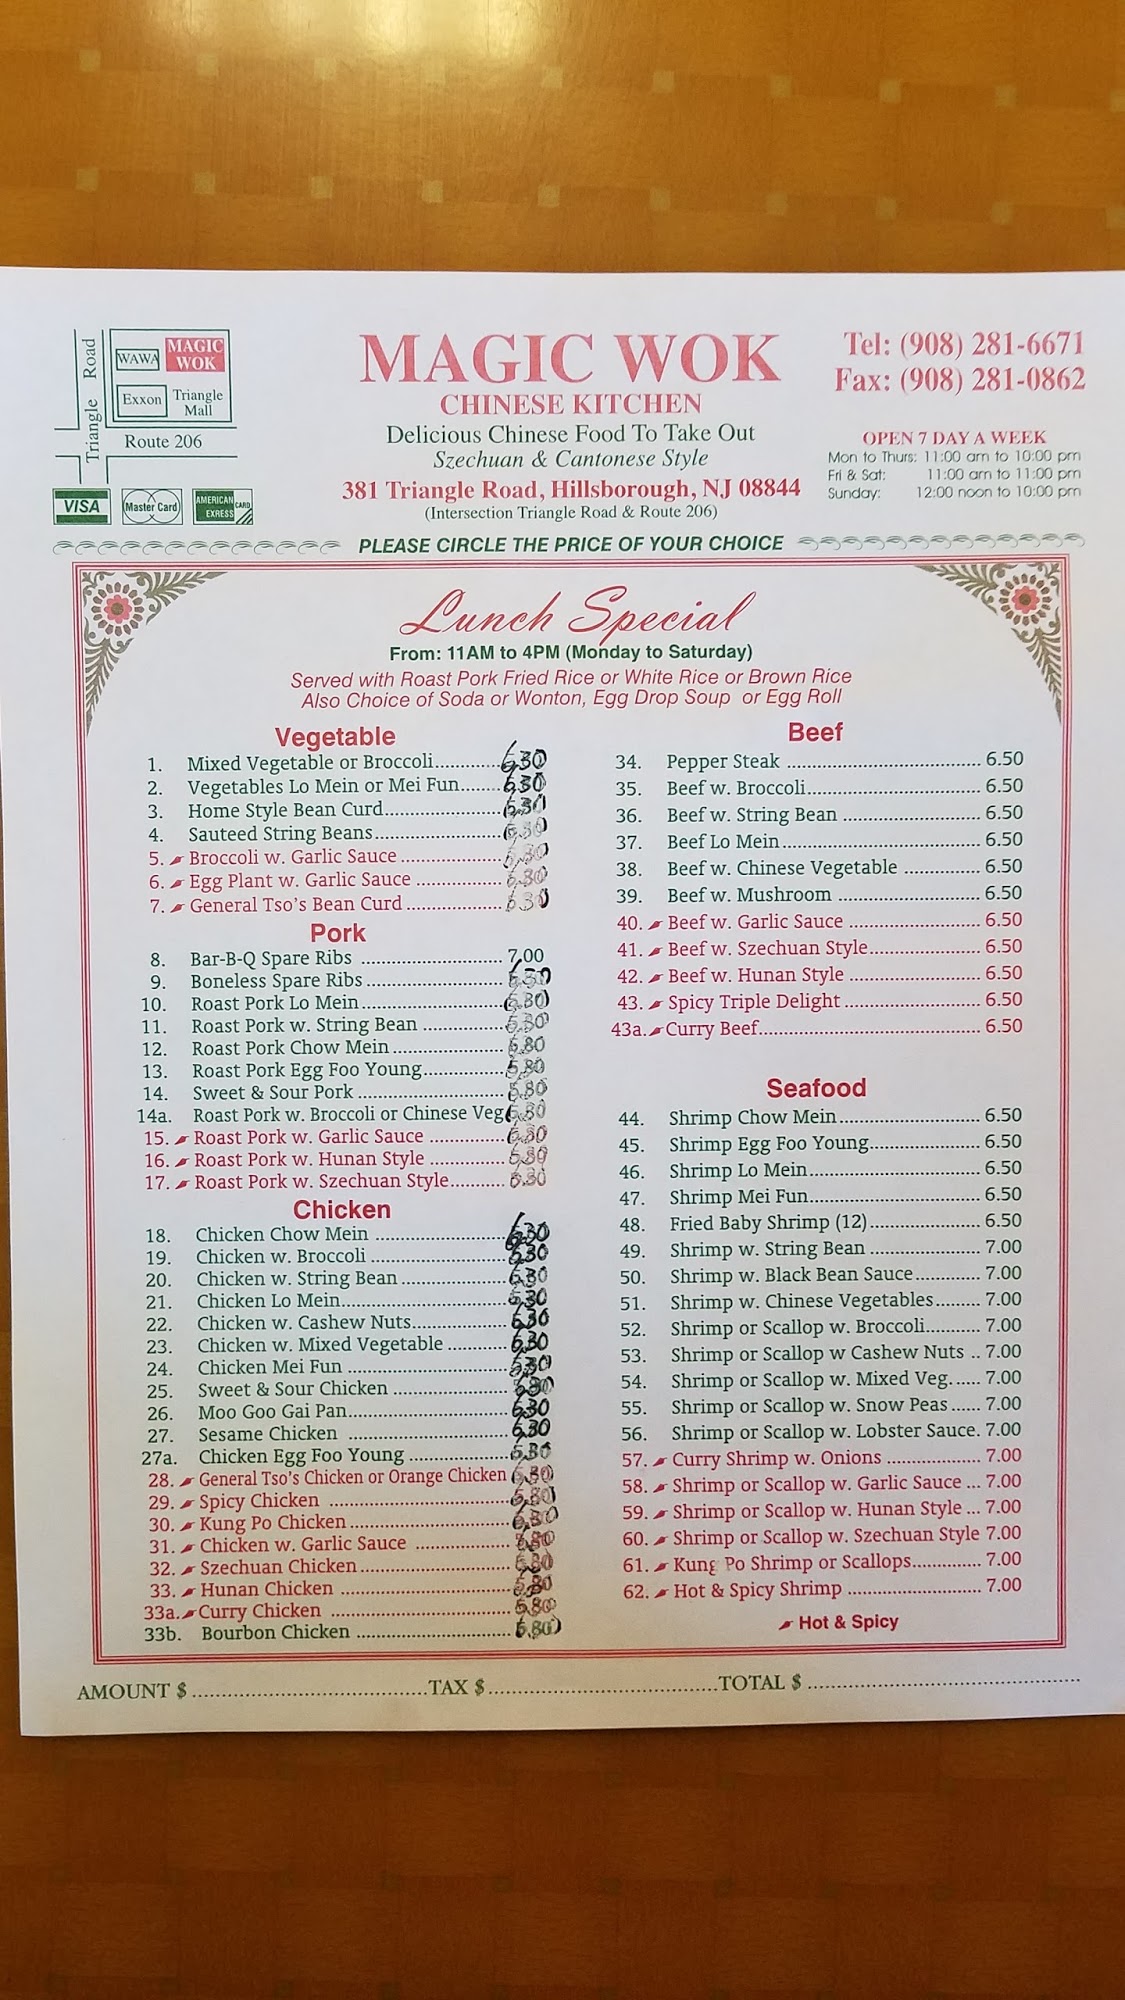 Triangle Road
WAWA
MAGIC WOK
Exxon
Triangle Mall
Route 206
VISA
Master Card
AMERICAN EXRESS CARD
MAGIC WOK
CHINESE KITCHEN
Delicious Chinese Food To Take Out
Szechuan & Cantonese Style
381 Triangle Road, Hillsborough, NJ 08844
(Intersection Triangle Road & Route 206)
Tel: (908) 281-6671
Fax: (908) 281-0862
OPEN 7 DAY A WEEK
Mon to Thurs: 11:00 am to 10:00 pm
Fri & Sat: 11:00 am to 11:00 pm
Sunday: 12:00 noon to 10:00 pm
PLEASE CIRCLE THE PRICE OF YOUR CHOICE
Lunch Special
From: 11AM to 4PM (Monday to Saturday)
Served with Roast Pork Fried Rice or White Rice or Brown Rice
Also Choice of Soda or Wonton, Egg Drop Soup or Egg Roll
Vegetable
1. Mixed Vegetable or Broccoli 6.30
2. Vegetables Lo Mein or Mei Fun 6.30
3. Home Style Bean Curd 6.30
4. Sauteed String Beans 6.30
5. Broccoli w. Garlic Sauce 6.30
6. Egg Plant w. Garlic Sauce 6.30
7. General Tso's Bean Curd 6.30
Pork
8. Bar-B-Q Spare Ribs 7.00
9. Boneless Spare Ribs 6.30
10. Roast Pork Lo Mein
11. Roast Pork w. String Bean
12. Roast Pork Chow Mein
13. Roast Pork Egg Foo Young
14. Sweet & Sour Pork
14a. Roast Pork w. Broccoli or Chinese Veg
15. Roast Pork w. Garlic Sauce
16. Roast Pork w. Hunan Style
17. Roast Pork w. Szechuan Style
Chicken
18. Chicken Chow Mein 6.30
19. Chicken w. Broccoli 6.30
20. Chicken w. String Bean 6.30
21. Chicken Lo Mein 6.30
22. Chicken w. Cashew Nuts 6.30
23. Chicken w. Mixed Vegetable 6.30
24. Chicken Mei Fun 6.30
25. Sweet & Sour Chicken
26. Moo Goo Gai Pan 6.30
27. Sesame Chicken 6.30
27a. Chicken Egg Foo Young 6.30
28. General Tso's Chicken or Orange Chicken
29. Spicy Chicken
30. Kung Po Chicken
31. Chicken w. Garlic Sauce
32. Szechuan Chicken
33. Hunan Chicken
33a. Curry Chicken
33b. Bourbon Chicken
Beef
34. Pepper Steak 6.50
35. Beef w. Broccoli 6.50
36. Beef w. String Bean 6.50
37. Beef Lo Mein 6.50
38. Beef w. Chinese Vegetable 6.50
39. Beef w. Mushroom 6.50
40. Beef w. Garlic Sauce 6.50
41. Beef w. Szechuan Style 6.50
42. Beef w. Hunan Style 6.50
43. Spicy Triple Delight 6.50
43a. Curry Beef 6.50
Seafood
44. Shrimp Chow Mein 6.50
45. Shrimp Egg Foo Young 6.50
46. Shrimp Lo Mein 6.50
47. Shrimp Mei Fun 6.50
48. Fried Baby Shrimp (12) 6.50
49. Shrimp w. String Bean 7.00
50. Shrimp w. Black Bean Sauce 7.00
51. Shrimp w. Chinese Vegetables 7.00
52. Shrimp or Scallop w. Broccoli 7.00
53. Shrimp or Scallop w Cashew Nuts 7.00
54. Shrimp or Scallop w. Mixed Veg. 7.00
55. Shrimp or Scallop w. Snow Peas 7.00
56. Shrimp or Scallop w. Lobster Sauce. 7.00
57. Curry Shrimp w. Onions 7.00
58. Shrimp or Scallop w. Garlic Sauce 7.00
59. Shrimp or Scallop w. Hunan Style 7.00
60. Shrimp or Scallop w. Szechuan Style 7.00
61. Kung Po Shrimp or Scallops 7.00
62. Hot & Spicy Shrimp 7.00
Hot & Spicy
AMOUNT $ TAX $ TOTAL $